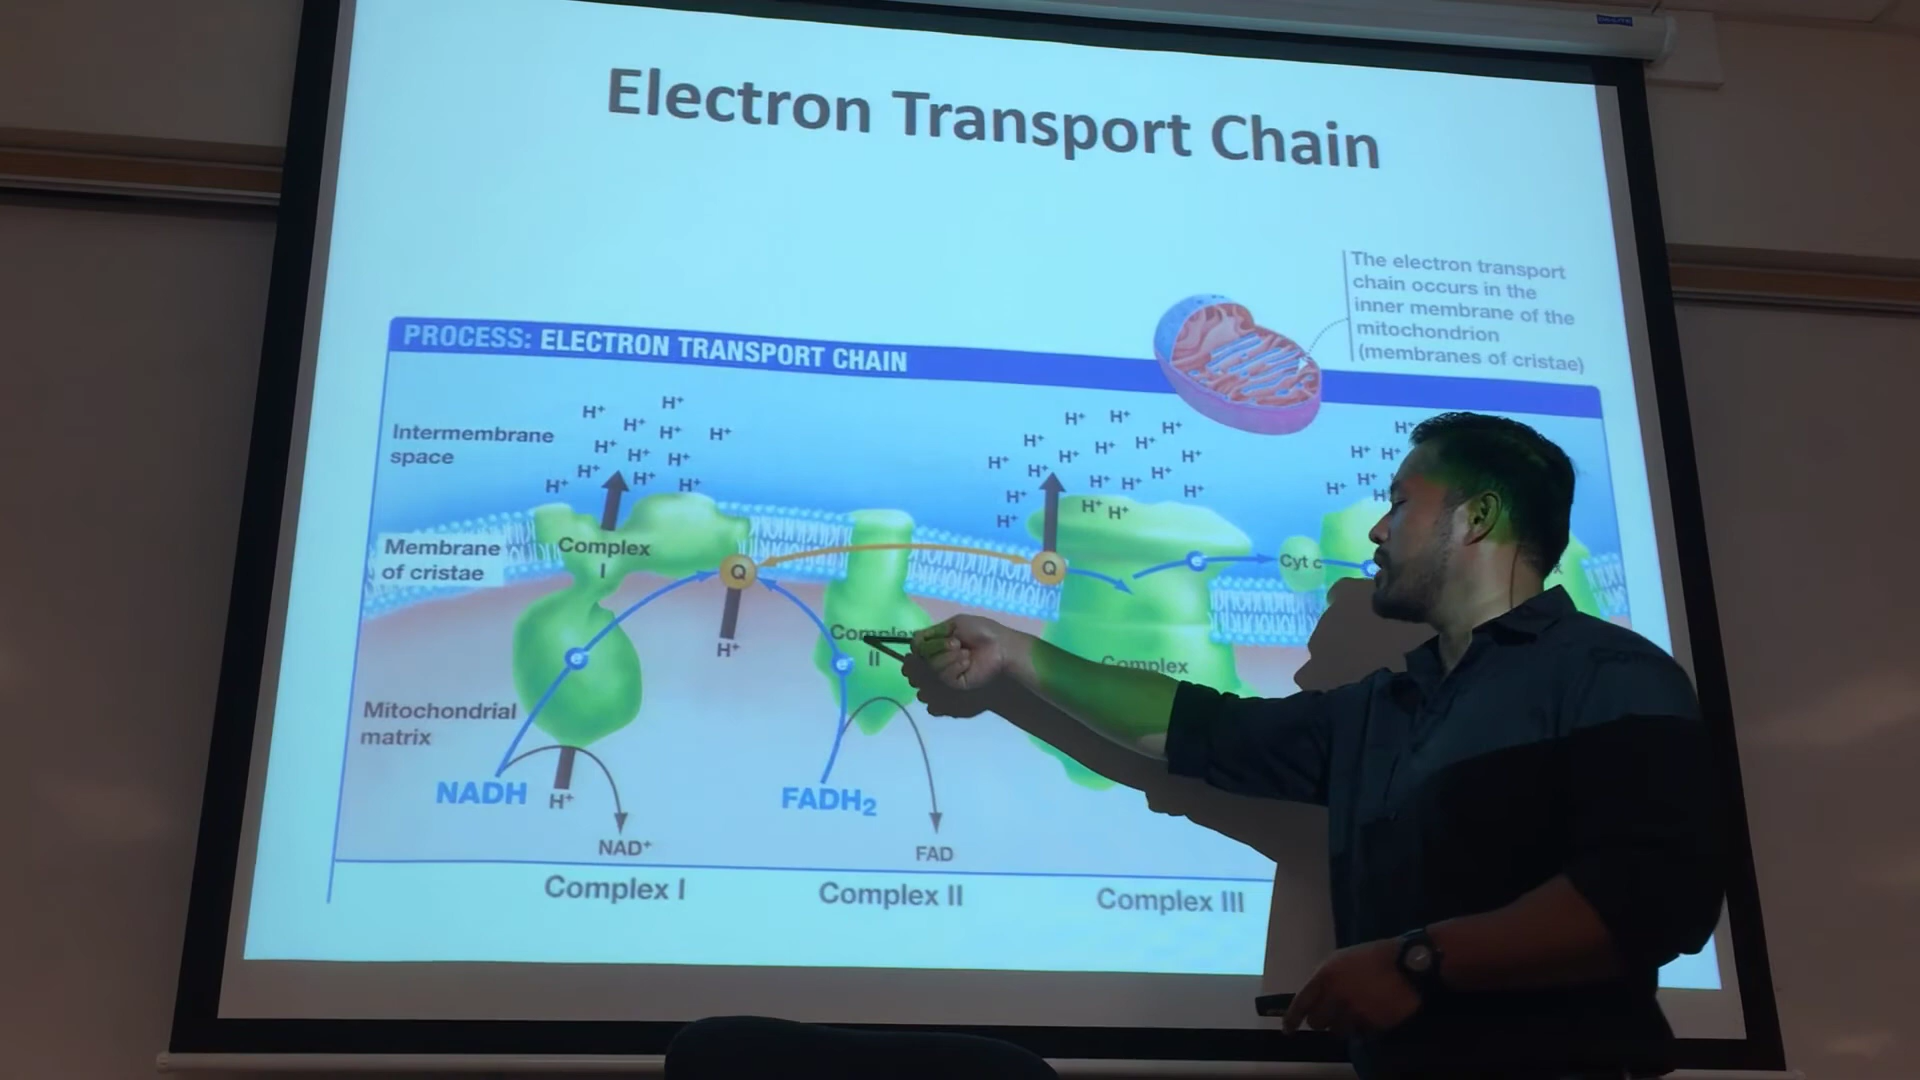 Electron Transport Chain
The electron transport
chain occurs in the
inner membrane of the
mitochondrion
(membranes of cristae)
PROCESS: ELECTRON TRANSPORT CHAIN
Intermembrane
space
H⁺ H⁺ H⁺ H⁺ H⁺ H⁺ H⁺ H⁺ H⁺ H⁺ H⁺ H⁺
H⁺ H⁺ H⁺ H⁺ H⁺ H⁺ H⁺ H⁺ H⁺ H⁺ H⁺ H⁺ H⁺ H⁺ H⁺ H⁺ H⁺ H⁺
H⁺ H⁺ H⁺ H⁺ H⁺
Membrane
of cristae
Complex
I
Q
Q
e⁻
Cyt c
H⁺
Complex
II
e⁻
e⁻
Complex
Mitochondrial
matrix
NADH
H⁺
FADH₂
NAD⁺
FAD
Complex I
Complex II
Complex III